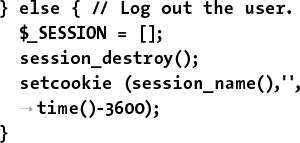 } else { // Log out the user.
$_SESSION = [];
session_destroy();
setcookie (session_name(),'',
→time()-3600);
}